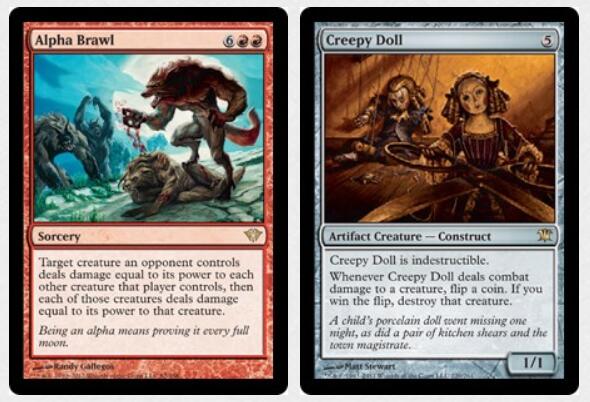 Alpha Brawl 6
Sorcery
Target creature an opponent controls
deals damage equal to its power to each
other creature that player controls, then
each of those creatures deals damage
equal to its power to that creature.
Being an alpha means proving it every full
moon.
Randy Gallegos
Creepy Doll 5
Artifact Creature — Construct
Creepy Doll is indestructible.
Whenever Creepy Doll deals combat
damage to a creature, flip a coin. If you
win the flip, destroy that creature.
A child's porcelain doll went missing one
night, as did a pair of kitchen shears and the
town magistrate.
1/1
Matt Stewart